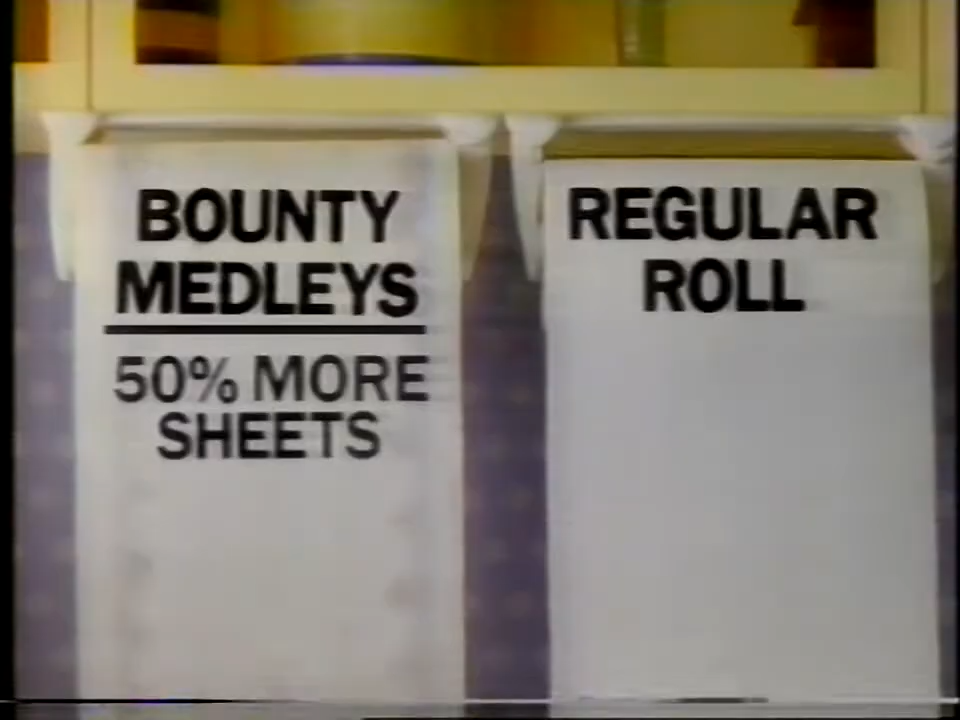 BOUNTY
MEDLEYS
50% MORE
SHEETS
REGULAR
ROLL